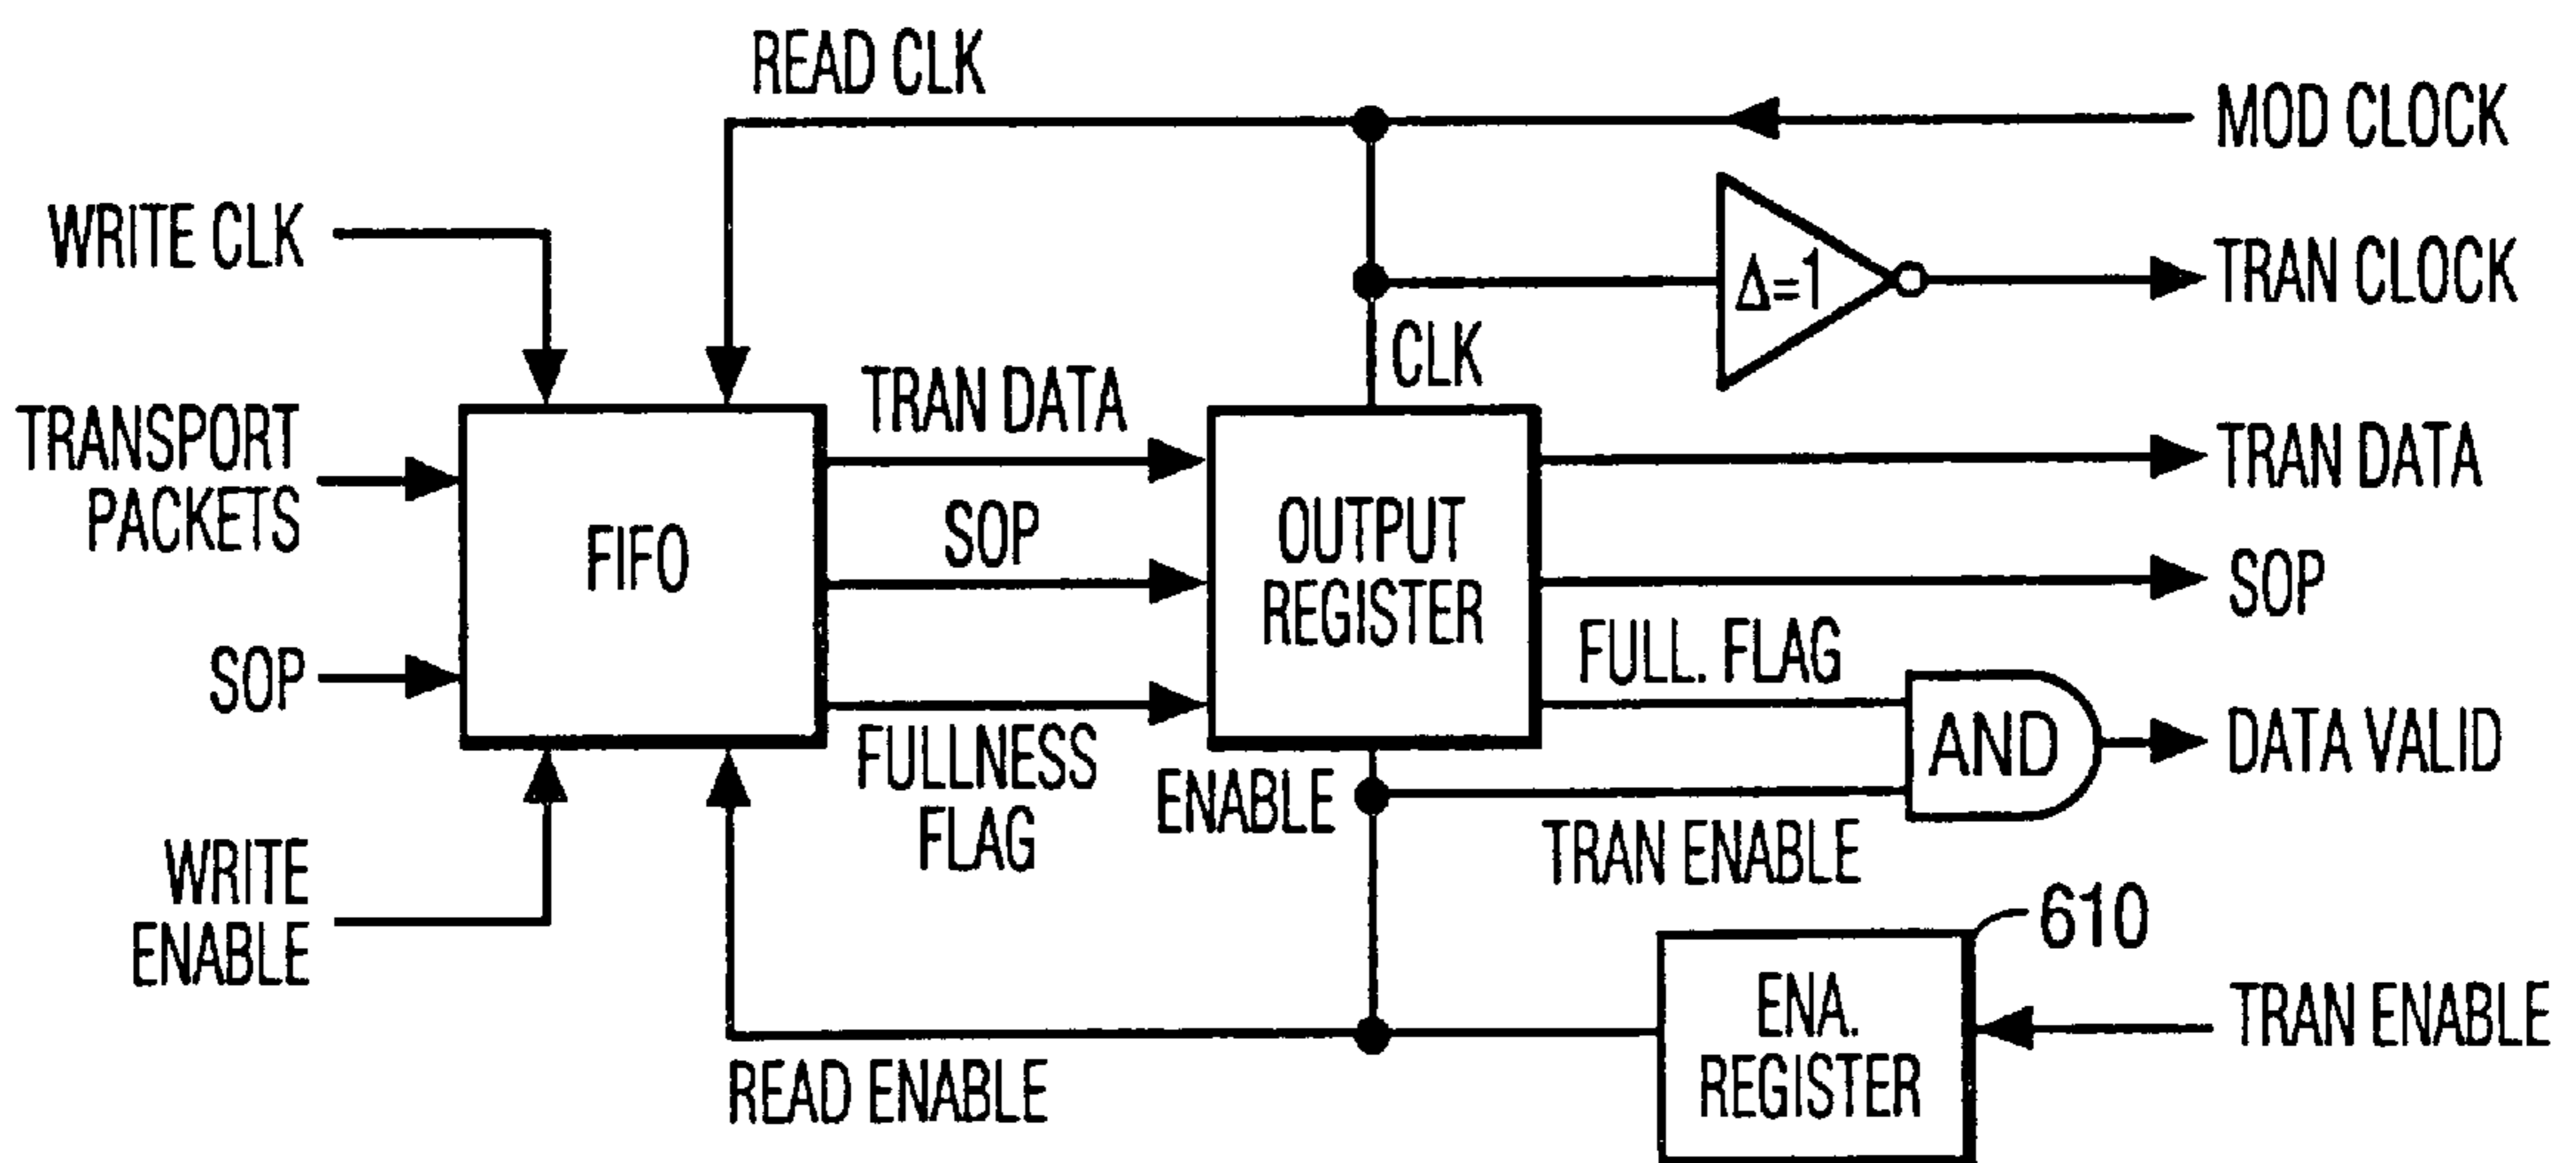 READ CLK
MOD CLOCK
WRITE CLK
Δ=1
TRAN CLOCK
CLK
TRANSPORT
PACKETS
TRAN DATA
TRAN DATA
FIFO
SOP
OUTPUT
REGISTER
SOP
SOP
FULL. FLAG
FULLNESS
FLAG
ENABLE
AND
DATA VALID
TRAN ENABLE
WRITE
ENABLE
610
ENA.
REGISTER
TRAN ENABLE
READ ENABLE